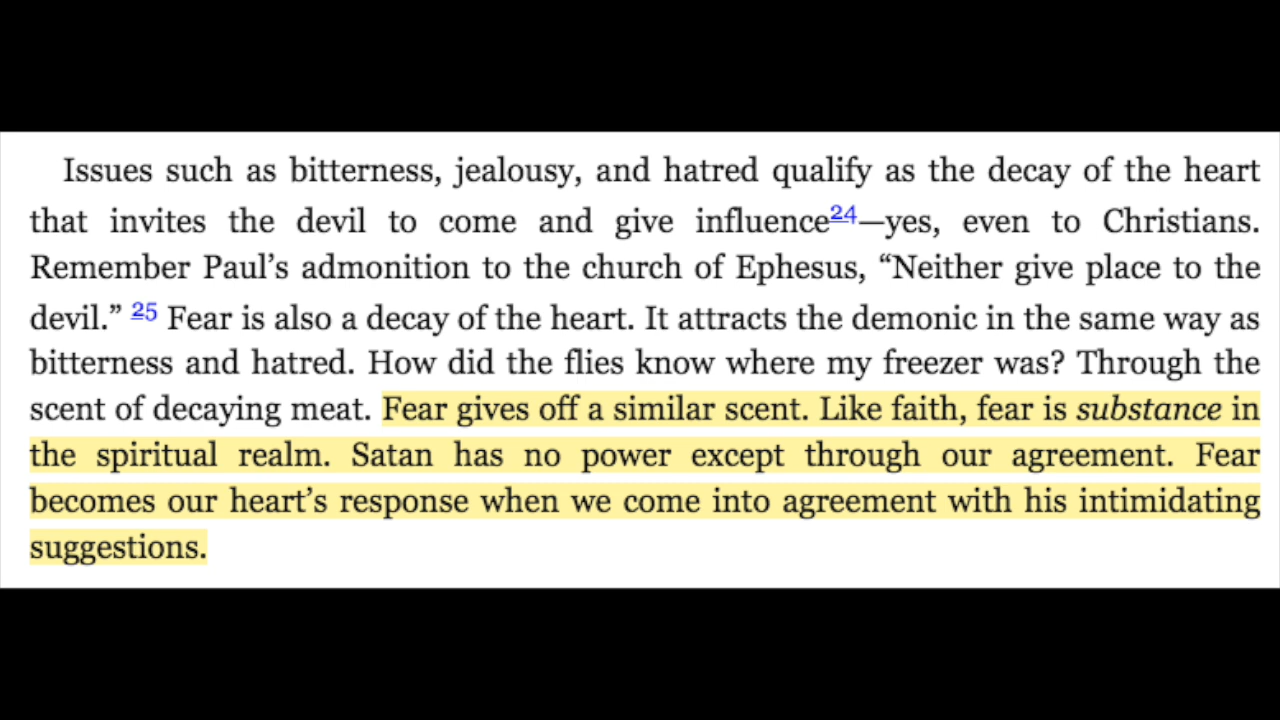 Issues such as bitterness, jealousy, and hatred qualify as the decay of the heart
that invites the devil to come and give influence24—yes, even to Christians.
Remember Paul’s admonition to the church of Ephesus, “Neither give place to the
devil.” 25 Fear is also a decay of the heart. It attracts the demonic in the same way as
bitterness and hatred. How did the flies know where my freezer was? Through the
scent of decaying meat. Fear gives off a similar scent. Like faith, fear is substance in
the spiritual realm. Satan has no power except through our agreement. Fear
becomes our heart’s response when we come into agreement with his intimidating
suggestions.